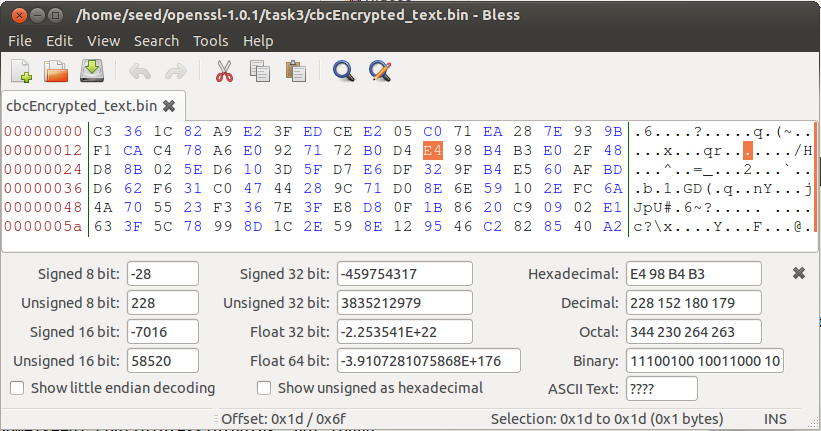 /home/seed/openssl-1.0.1/task3/cbcEncrypted_text.bin - Bless
File Edit View Search Tools Help
cbcEncrypted_text.bin
00000000 C3 36 1C 82 A9 E2 3F ED CE E2 05 C0 71 EA 28 7E 93 9B .6....?.....q.(~..
00000012 F1 CA C4 78 A6 E0 92 71 72 B0 D4 E4 98 B4 B3 E0 2F 48 ...x...qr......./H
00000024 D8 8B 02 5E D6 10 3D 5F D7 E6 DF 32 9F B4 E5 60 AF BD ...^..=_...2...`..
00000036 D6 62 F6 31 C0 47 44 28 9C 71 D0 8E 6E 59 10 2E FC 6A .b.1.GD(.q..nY...j
00000048 4A 70 55 23 F3 36 7E 3F E8 D8 0F 1B 86 20 C9 09 02 E1 JpU#.6~?..... ....
0000005a 63 3F 5C 78 99 8D 1C 2E 59 8E 12 95 46 C2 82 85 40 A2 c?\x....Y...F...@.
Signed 8 bit: -28 Signed 32 bit: -459754317 Hexadecimal: E4 98 B4 B3
Unsigned 8 bit: 228 Unsigned 32 bit: 3835212979 Decimal: 228 152 180 179
Signed 16 bit: -7016 Float 32 bit: -2.253541E+22 Octal: 344 230 264 263
Unsigned 16 bit: 58520 Float 64 bit: -3.9107281075868E+176 Binary: 11100100 10011000 10
Show little endian decoding Show unsigned as hexadecimal ASCII Text: ????
Offset: 0x1d / 0x6f Selection: 0x1d to 0x1d (0x1 bytes) INS